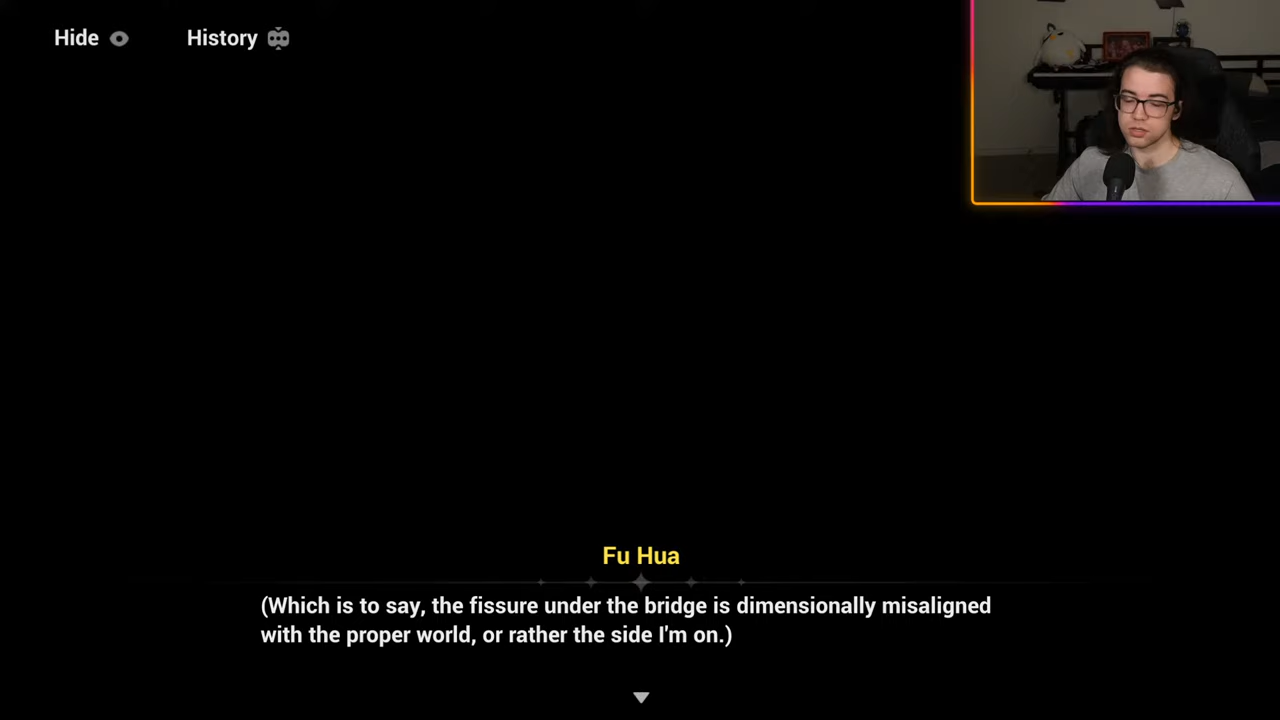 Hide
History
Fu Hua
(Which is to say, the fissure under the bridge is dimensionally misaligned
with the proper world, or rather the side I'm on.)